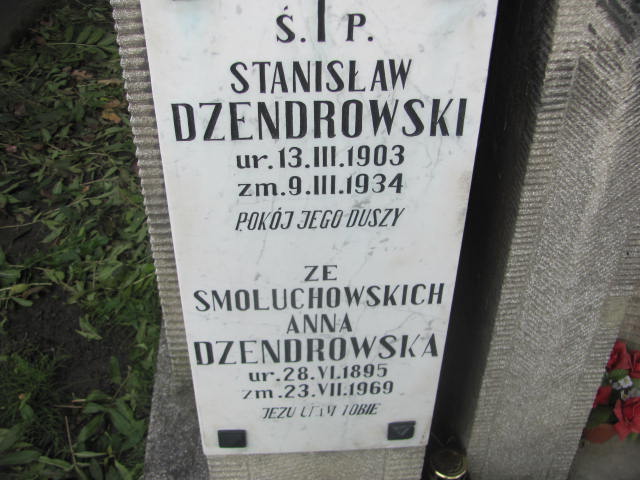 Ś. P.
STANISŁAW
DZENDROWSKI
ur. 13.III.1903
zm. 9.III.1934
POKÓJ JEGO DUSZY
ZE
SMOLUCHOWSKICH
ANNA
DZENDROWSKA
ur. 28.VI.1895
zm. 23.VII.1969
JEZU UFAM TOBIE